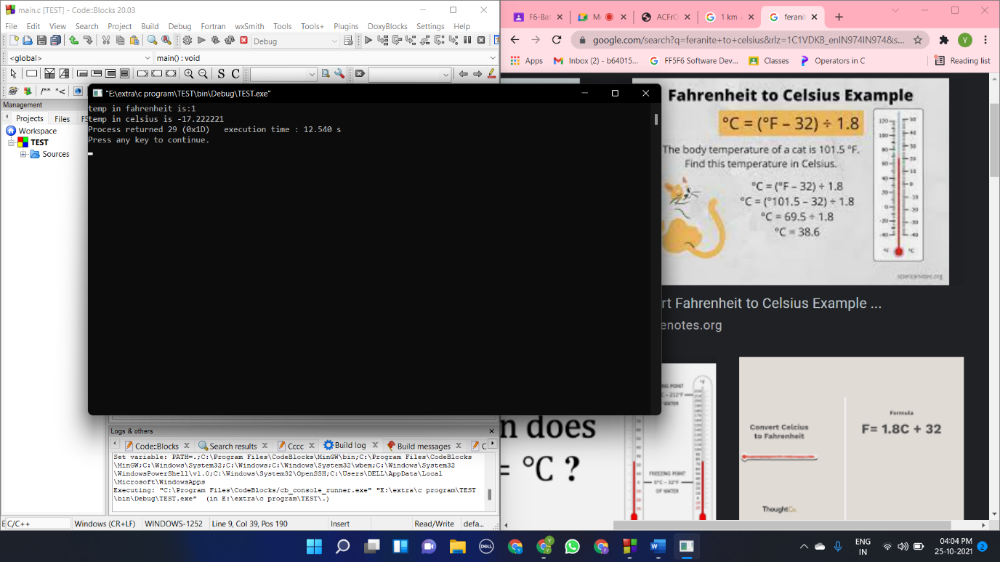 main.c [TEST] - Code::Blocks 20.03
File Edit View Search Project Build Debug Fortran wxSmith Tools Tools+ Plugins DoxyBlocks Settings Help
Debug
<global>
main() : void
S C
/** *<
Management
Projects Files FS
Workspace
TEST
Sources
"E:\extra\c program\TEST\bin\Debug\TEST.exe"
temp in fahrenheit is:1
temp in celsius is -17.222221
Process returned 29 (0x1D)   execution time : 12.540 s
Press any key to continue.
Logs & others
Code::Blocks Search results Cccc Build log Build messages C
Set variable: PATH=.;C:\Program Files\CodeBlocks\MinGW\bin;C:\Program Files\CodeBlocks
\MinGW;C:\Windows\System32;C:\Windows;C:\Windows\System32\wbem;C:\Windows\System32
\WindowsPowerShell\v1.0;C:\Windows\System32\OpenSSH;C:\Users\DELL\AppData\Local
\Microsoft\WindowsApps
Executing: "C:\Program Files\CodeBlocks/cb_console_runner.exe" "E:\extra\c program\TEST
\bin\Debug\TEST.exe"  (in E:\extra\c program\TEST\.)
E C/C++ Windows (CR+LF) WINDOWS-1252 Line 9, Col 39, Pos 190 Insert Read/Write defa...
F6-Bat ACFrO 1 km = feranit
google.com/search?q=feranite+to+celsius&rlz=1C1VDKB_enIN974IN974&s...
Y
Apps Inbox (2) - b64015... FF5F6 Software Dev... Classes Operators in C Reading list
Fahrenheit to Celsius Example
°C = (°F – 32) ÷ 1.8
The body temperature of a cat is 101.5 °F.
Find this temperature in Celsius.
°C = (°F – 32) ÷ 1.8
°C = (°101.5 – 32) ÷ 1.8
°C = 69.5 ÷ 1.8
°C = 38.6
°F °C
sciencenotes.org
rt Fahrenheit to Celsius Example ...
enotes.org
n does
= °C ?
NG POINT
C – 212°F
WATER
°F
FREEZING POINT
0°C – 32°F
OF WATER
Convert Celcius
to Fahrenheit
Formula
F= 1.8C + 32
ThoughtCo.
DELL
ENG
IN
04:04 PM
25-10-2021
2